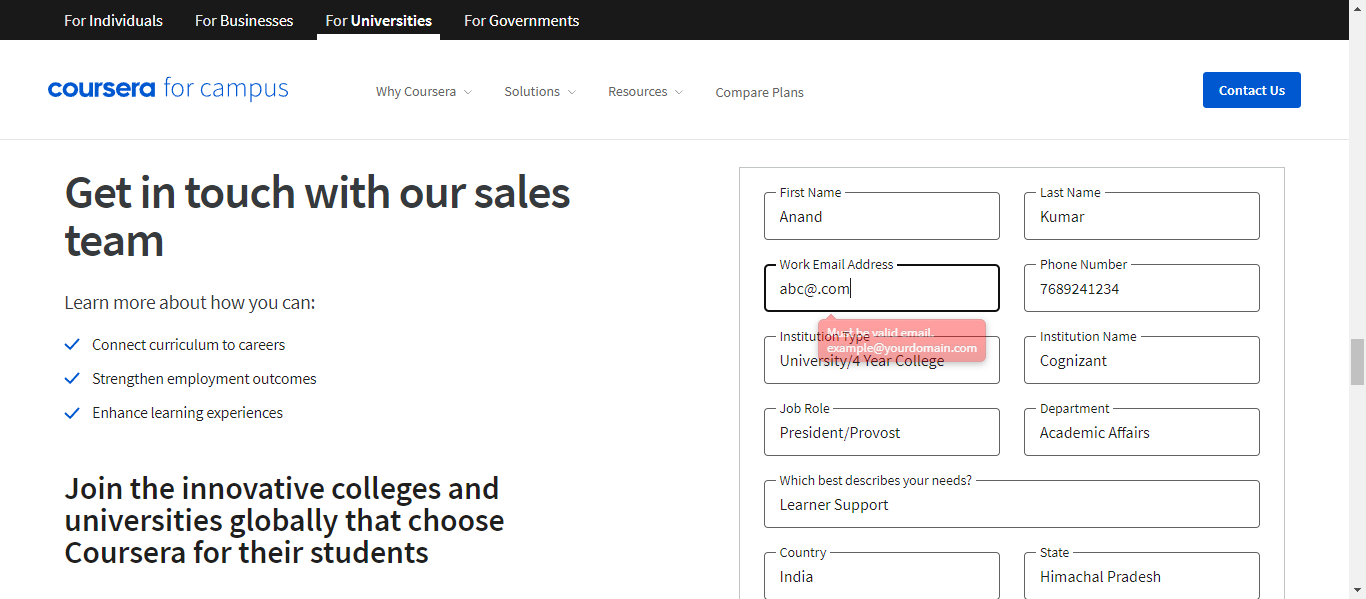 For Individuals
For Businesses
For Universities
For Governments
coursera for campus
Why Coursera
Solutions
Resources
Compare Plans
Contact Us
Get in touch with our sales
team
Learn more about how you can:
Connect curriculum to careers
Strengthen employment outcomes
Enhance learning experiences
Join the innovative colleges and
universities globally that choose
Coursera for their students
First Name
Anand
Last Name
Kumar
Work Email Address
abc@.com
Phone Number
7689241234
Must be valid email.
example@yourdomain.com
Institution Type
University/4 Year College
Institution Name
Cognizant
Job Role
President/Provost
Department
Academic Affairs
Which best describes your needs?
Learner Support
Country
India
State
Himachal Pradesh